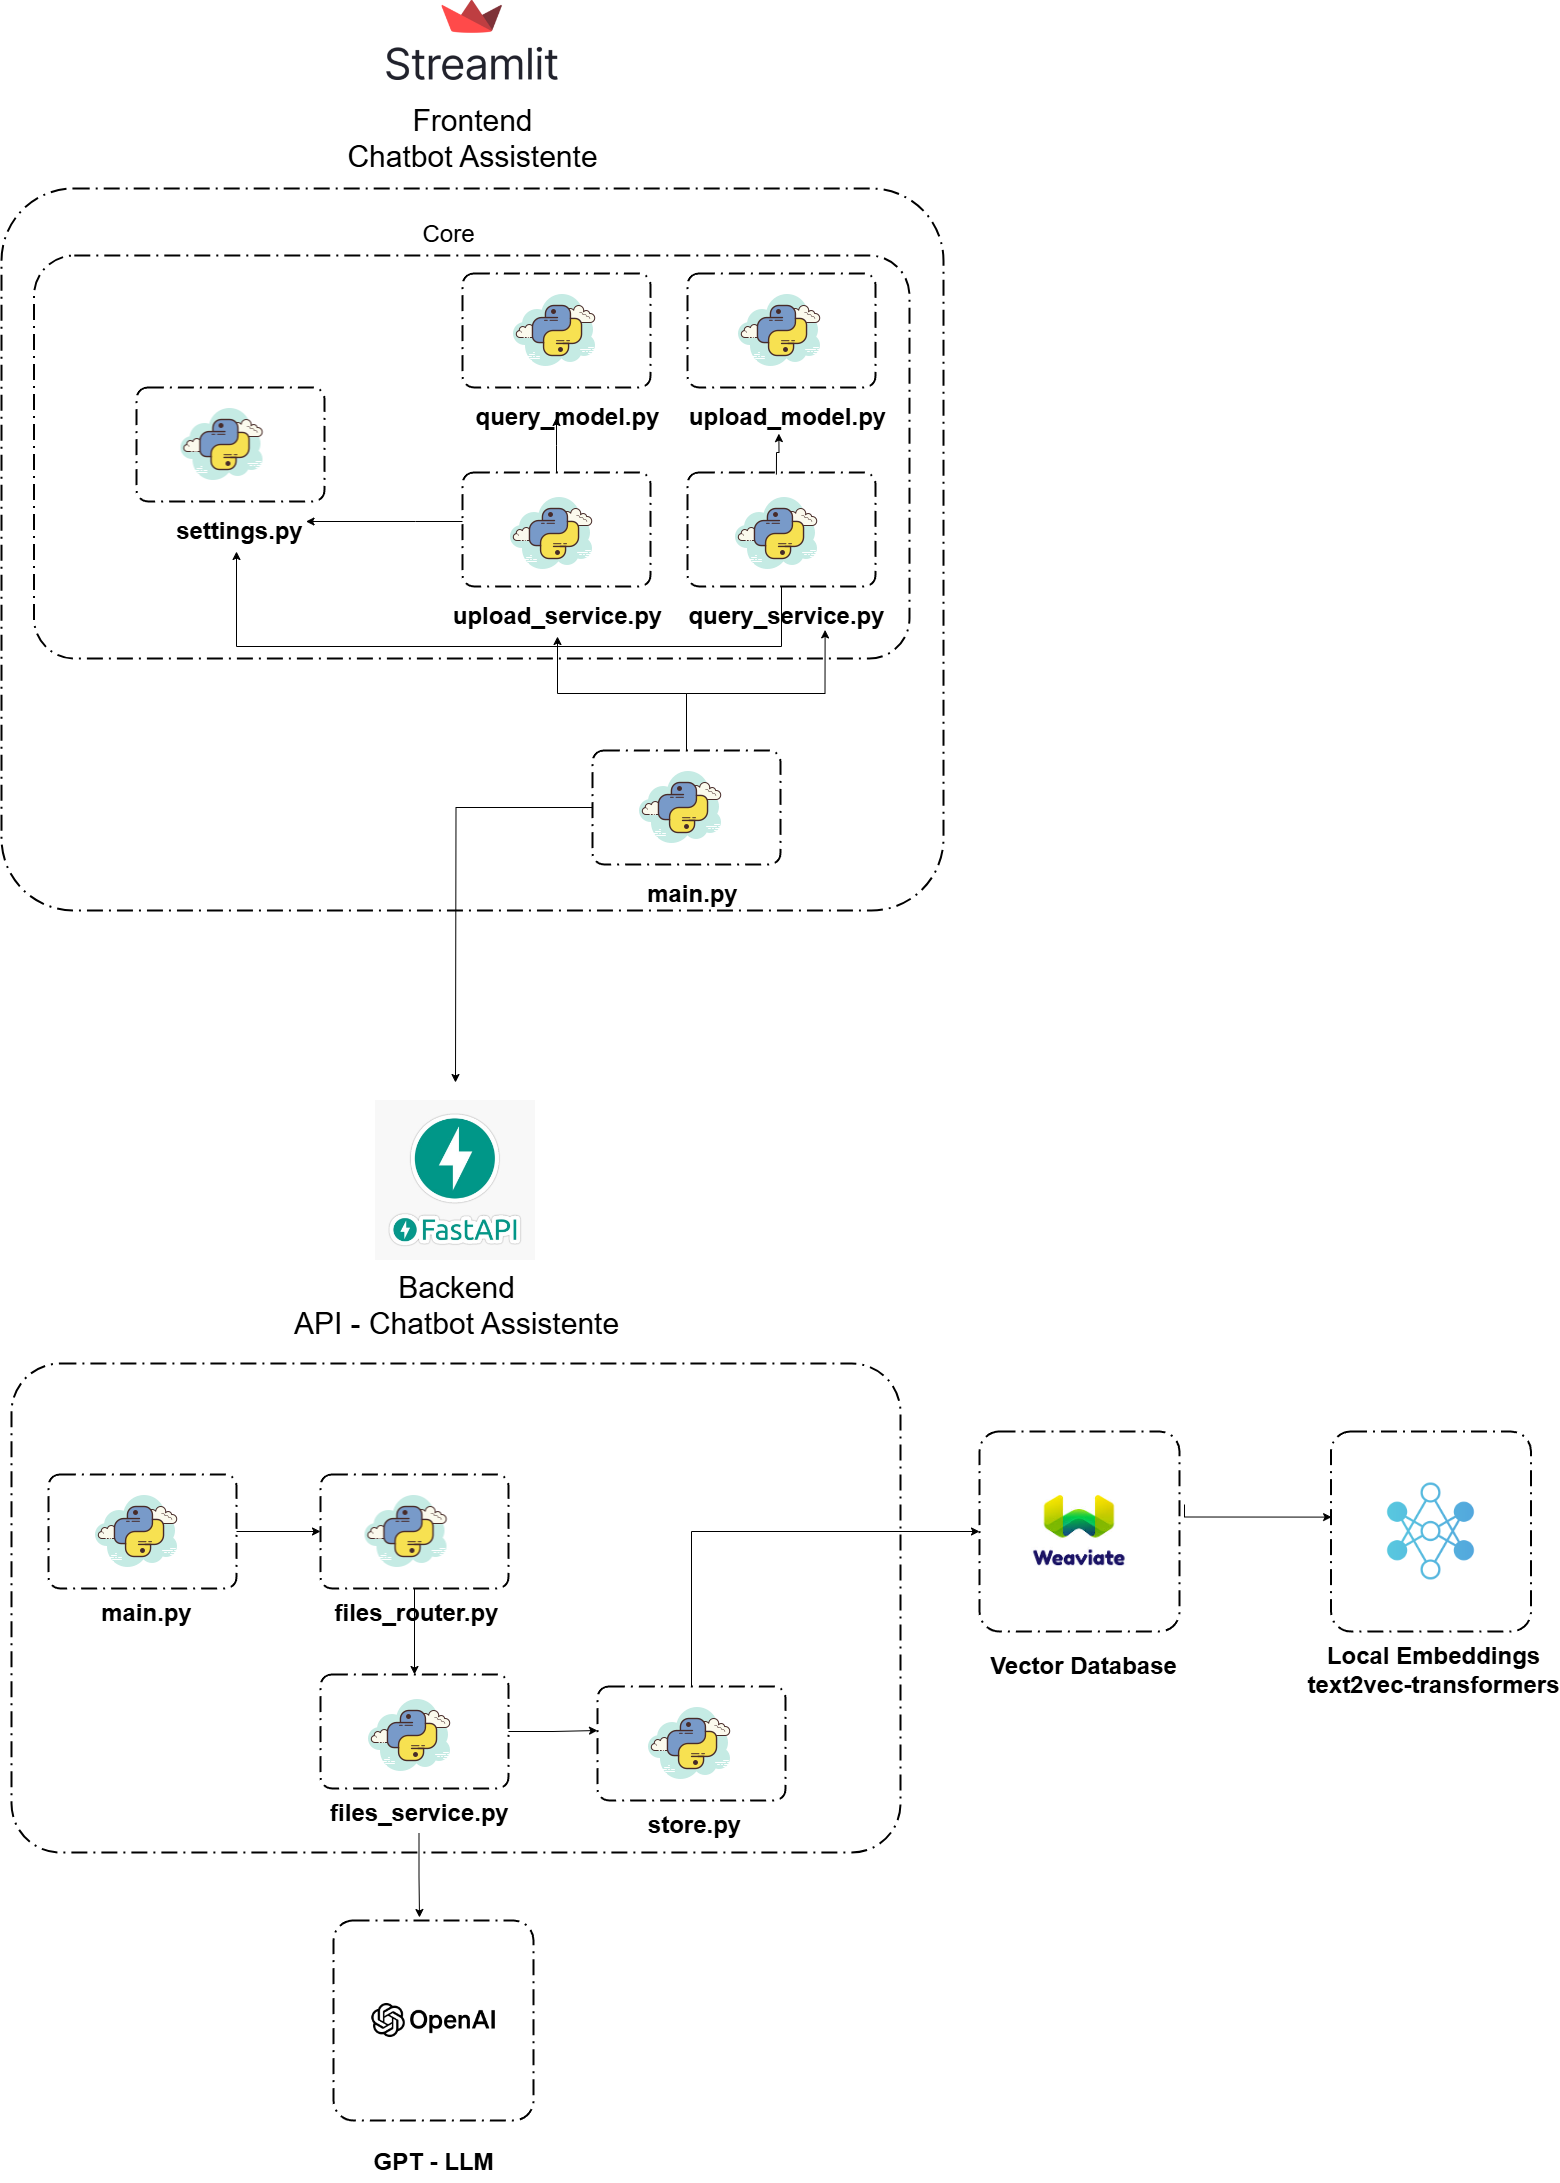 Streamlit
Frontend
Chatbot Assistente
Core
query_model.py
upload_model.py
settings.py
upload_service.py
query_service.py
main.py
FastAPI
Backend
API - Chatbot Assistente
main.py
files_router.py
Weaviate
Vector Database
Local Embeddings
text2vec-transformers
files_service.py
store.py
OpenAI
GPT - LLM